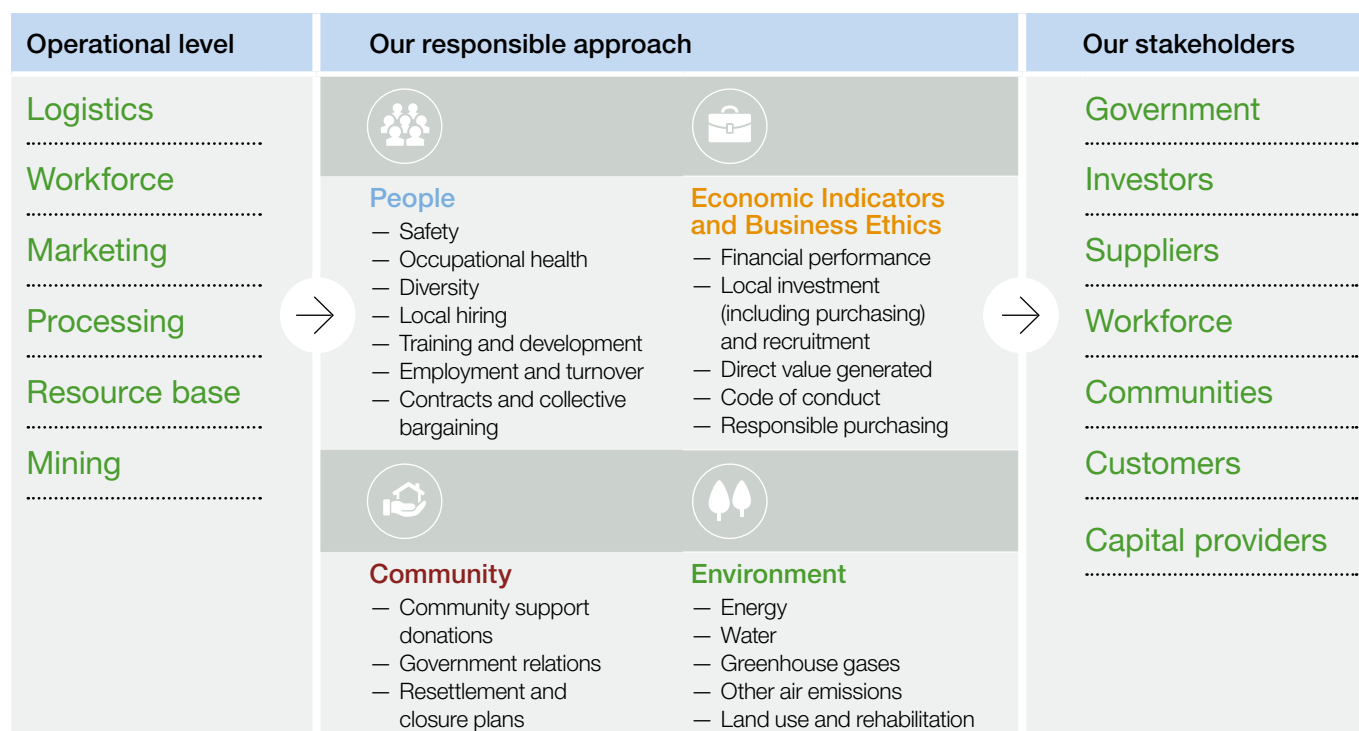 Operational level
Logistics
Workforce
Marketing
Processing
Resource base
Mining
Our responsible approach
People
— Safety
— Occupational health
— Diversity
— Local hiring
— Training and development
— Employment and turnover
— Contracts and collective
bargaining
Economic Indicators
and Business Ethics
— Financial performance
— Local investment
(including purchasing)
and recruitment
— Direct value generated
— Code of conduct
— Responsible purchasing
Community
— Community support
donations
— Government relations
— Resettlement and
closure plans
Environment
— Energy
— Water
— Greenhouse gases
— Other air emissions
— Land use and rehabilitation
Our stakeholders
Government
Investors
Suppliers
Workforce
Communities
Customers
Capital providers